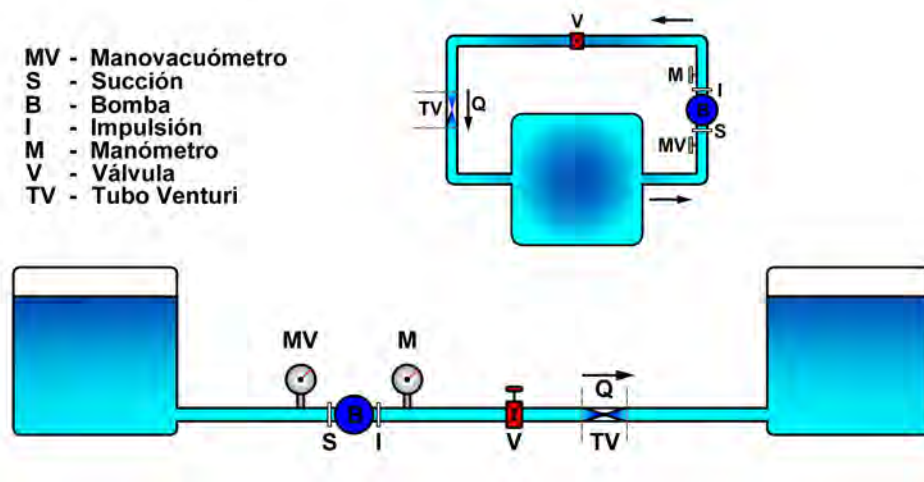 MV - Manovacuómetro
S - Succión
B - Bomba
I - Impulsión
M - Manómetro
V - Válvula
TV - Tubo Venturi
V
M
I
B
S
MV
TV
Q
MV
M
Q
B
S
I
V
TV